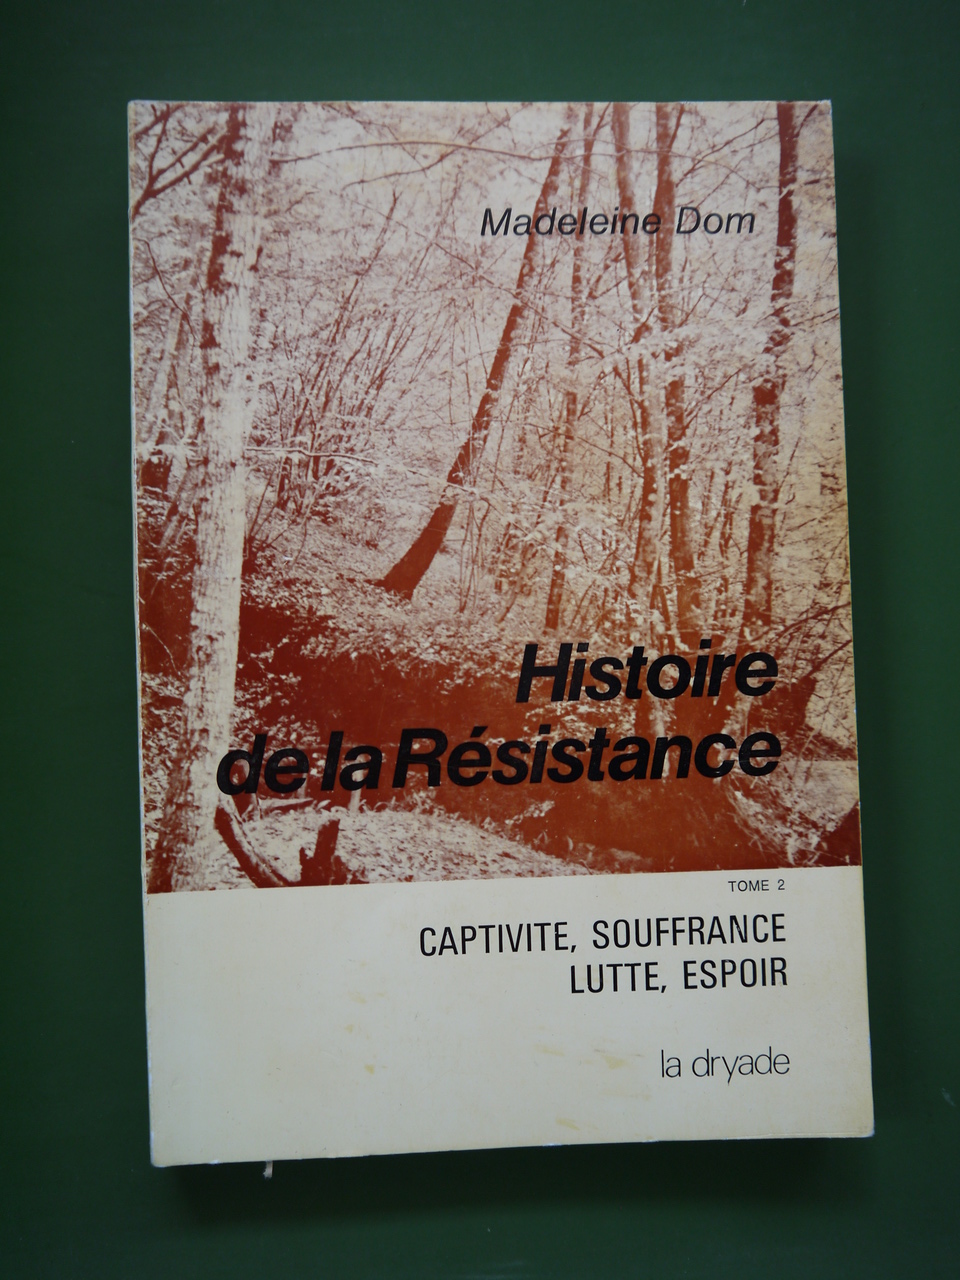 Madeleine Dom
Histoire
de la Résistance
TOME 2
CAPTIVITE, SOUFFRANCE
LUTTE, ESPOIR
la dryade